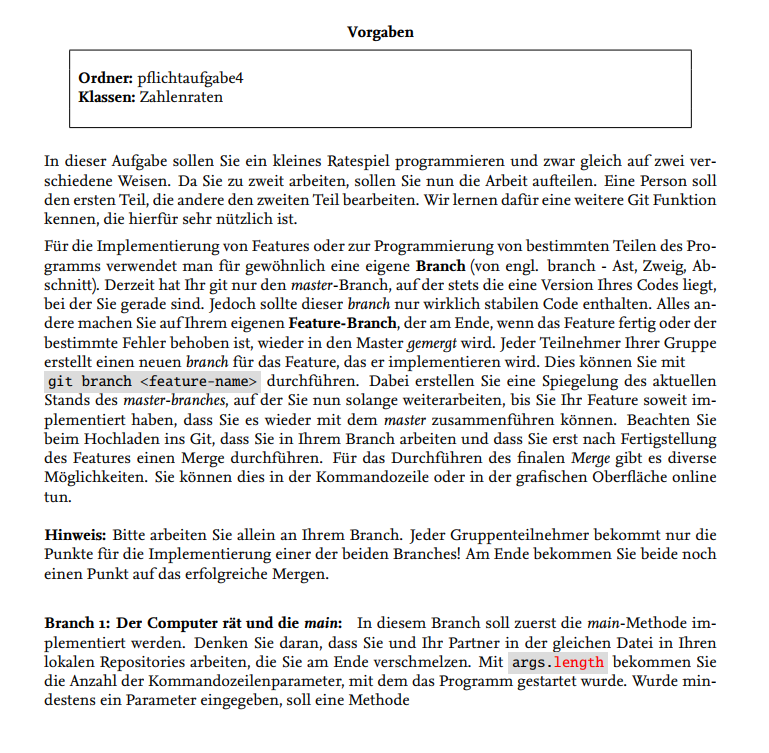 Vorgaben
Ordner: pflichtaufgabe4
Klassen: Zahlenraten
In dieser Aufgabe sollen Sie ein kleines Ratespiel programmieren und zwar gleich auf zwei ver-
schiedene Weisen. Da Sie zu zweit arbeiten, sollen Sie nun die Arbeit aufteilen. Eine Person soll
den ersten Teil, die andere den zweiten Teil bearbeiten. Wir lernen dafür eine weitere Git Funktion
kennen, die hierfür sehr nützlich ist.
Für die Implementierung von Features oder zur Programmierung von bestimmten Teilen des Pro-
gramms verwendet man für gewöhnlich eine eigene Branch (von engl. branch - Ast, Zweig, Ab-
schnitt). Derzeit hat Ihr git nur den master-Branch, auf der stets die eine Version Ihres Codes liegt,
bei der Sie gerade sind. Jedoch sollte dieser branch nur wirklich stabilen Code enthalten. Alles an-
dere machen Sie auf Ihrem eigenen Feature-Branch, der am Ende, wenn das Feature fertig oder der
bestimmte Fehler behoben ist, wieder in den Master gemergt wird. Jeder Teilnehmer Ihrer Gruppe
erstellt einen neuen branch für das Feature, das er implementieren wird. Dies können Sie mit
git branch <feature-name> durchführen. Dabei erstellen Sie eine Spiegelung des aktuellen
Stands des master-branches, auf der Sie nun solange weiterarbeiten, bis Sie Ihr Feature soweit im-
plementiert haben, dass Sie es wieder mit dem master zusammenführen können. Beachten Sie
beim Hochladen ins Git, dass Sie in Ihrem Branch arbeiten und dass Sie erst nach Fertigstellung
des Features einen Merge durchführen. Für das Durchführen des finalen Merge gibt es diverse
Möglichkeiten. Sie können dies in der Kommandozeile oder in der grafischen Oberfläche online
tun.
Hinweis: Bitte arbeiten Sie allein an Ihrem Branch. Jeder Gruppenteilnehmer bekommt nur die
Punkte für die Implementierung einer der beiden Branches! Am Ende bekommen Sie beide noch
einen Punkt auf das erfolgreiche Mergen.
Branch 1: Der Computer rät und die main: In diesem Branch soll zuerst die main-Methode im-
plementiert werden. Denken Sie daran, dass Sie und Ihr Partner in der gleichen Datei in Ihren
lokalen Repositories arbeiten, die Sie am Ende verschmelzen. Mit args.length bekommen Sie
die Anzahl der Kommandozeilenparameter, mit dem das Programm gestartet wurde. Wurde min-
destens ein Parameter eingegeben, soll eine Methode